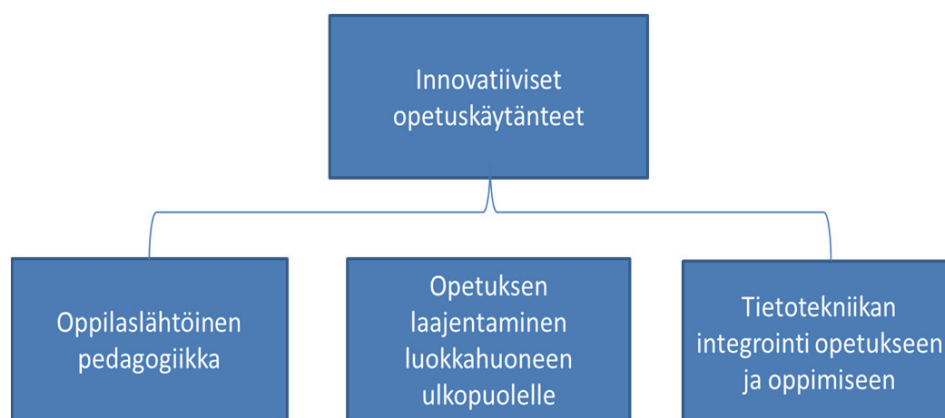 Innovatiiviset
opetuskäytänteet
Oppilaslähtöinen
pedagogiikka
Opetuksen
laajentaminen
luokkahuoneen
ulkopuolelle
Tietotekniikan
integrointi opetukseen
ja oppimiseen